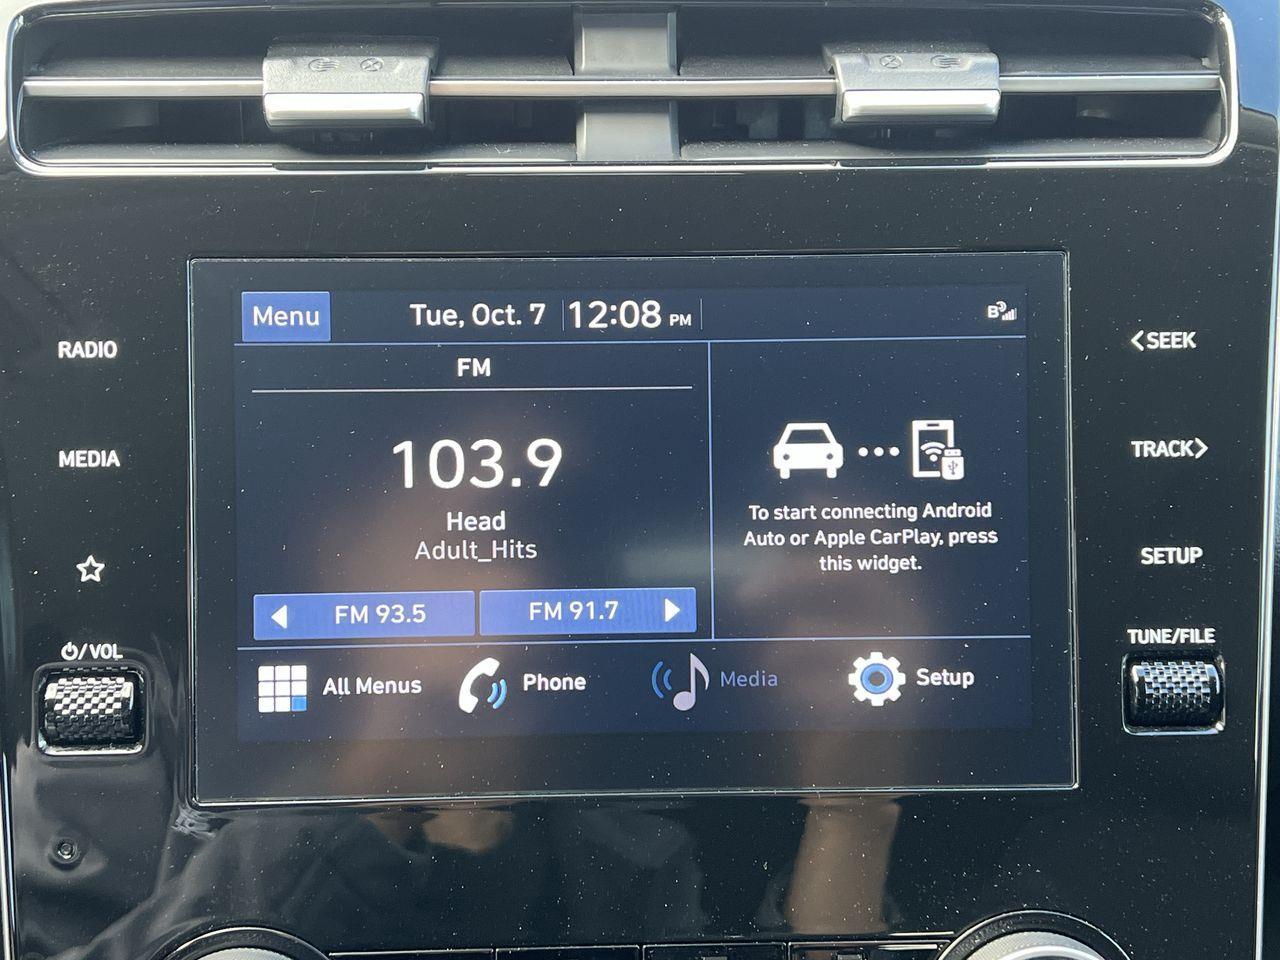 Menu
Tue, Oct. 7
12:08 PM
B
FM
103.9
Head
Adult_Hits
FM 93.5
FM 91.7
To start connecting Android
Auto or Apple CarPlay, press
this widget.
All Menus
Phone
Media
Setup
RADIO
MEDIA
/ VOL
<SEEK
TRACK>
SETUP
TUNE/FILE